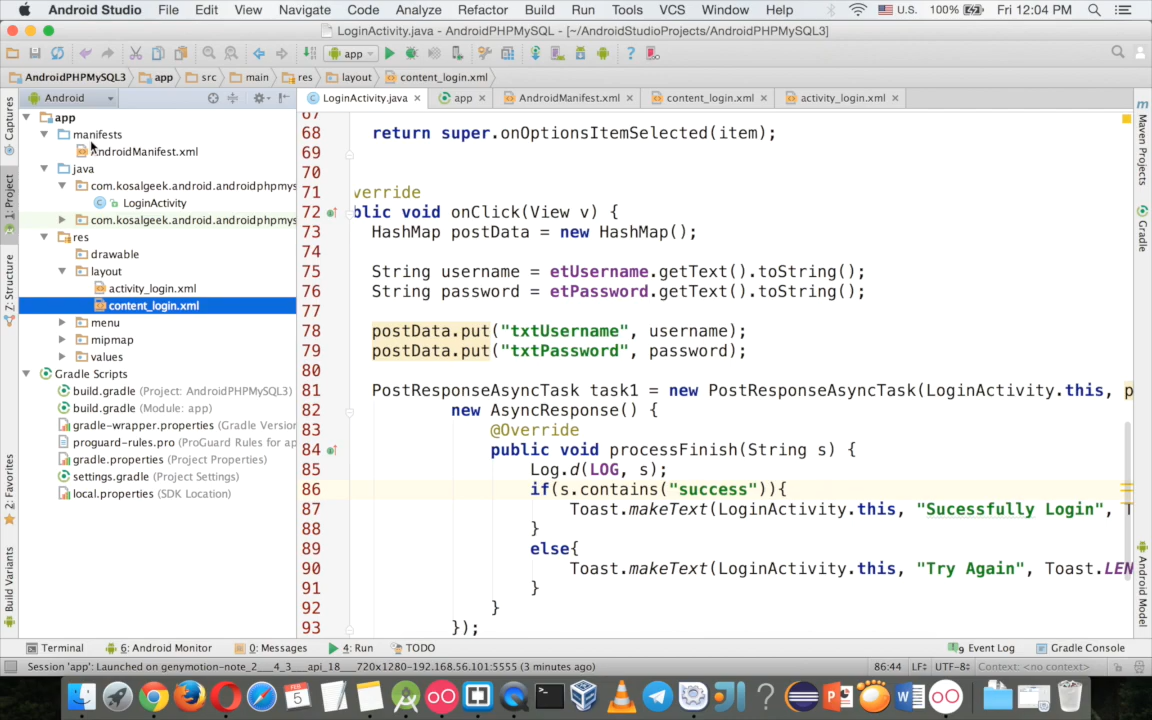 Android Studio File Edit View Navigate Code Analyze Refactor Build Run Tools VCS Window Help U.S. 100% Fri 12:04 PM
LoginActivity.java - AndroidPHPMySQL - [~/AndroidStudioProjects/AndroidPHPMySQL3]
app
AndroidPHPMySQL3 app src main res layout content_login.xml
Android
LoginActivity.java app AndroidManifest.xml content_login.xml activity_login.xml
app
manifests
AndroidManifest.xml
java
com.kosalgeek.android.androidphpmys
LoginActivity
com.kosalgeek.android.androidphpmys
res
drawable
layout
activity_login.xml
content_login.xml
menu
mipmap
values
Gradle Scripts
build.gradle (Project: AndroidPHPMySQL3)
build.gradle (Module: app)
gradle-wrapper.properties (Gradle Version
proguard-rules.pro (ProGuard Rules for ap
gradle.properties (Project Properties)
settings.gradle (Project Settings)
local.properties (SDK Location)
Captures
1: Project
Z: Structure
2: Favorites
Build Variants
67
68 return super.onOptionsItemSelected(item);
69
70
71 verride
72 blic void onClick(View v) {
73 HashMap postData = new HashMap();
74
75 String username = etUsername.getText().toString();
76 String password = etPassword.getText().toString();
77
78 postData.put("txtUsername", username);
79 postData.put("txtPassword", password);
80
81 PostResponseAsyncTask task1 = new PostResponseAsyncTask(LoginActivity.this, p
82 new AsyncResponse() {
83 @Override
84 public void processFinish(String s) {
85 Log.d(LOG, s);
86 if(s.contains("success")){
87 Toast.makeText(LoginActivity.this, "Sucessfully Login", T
88 }
89 else{
90 Toast.makeText(LoginActivity.this, "Try Again", Toast.LEN
91 }
92 }
93 });
m
Maven Projects
Gradle
Android Model
Terminal 6: Android Monitor 0: Messages 4: Run TODO 9 Event Log Gradle Console
Session 'app': Launched on genymotion-note_2___4_3___api_18___720x1280-192.168.56.101:5555 (3 minutes ago) 86:44 LF÷ UTF-8÷ Context: <no context>
FEB
5